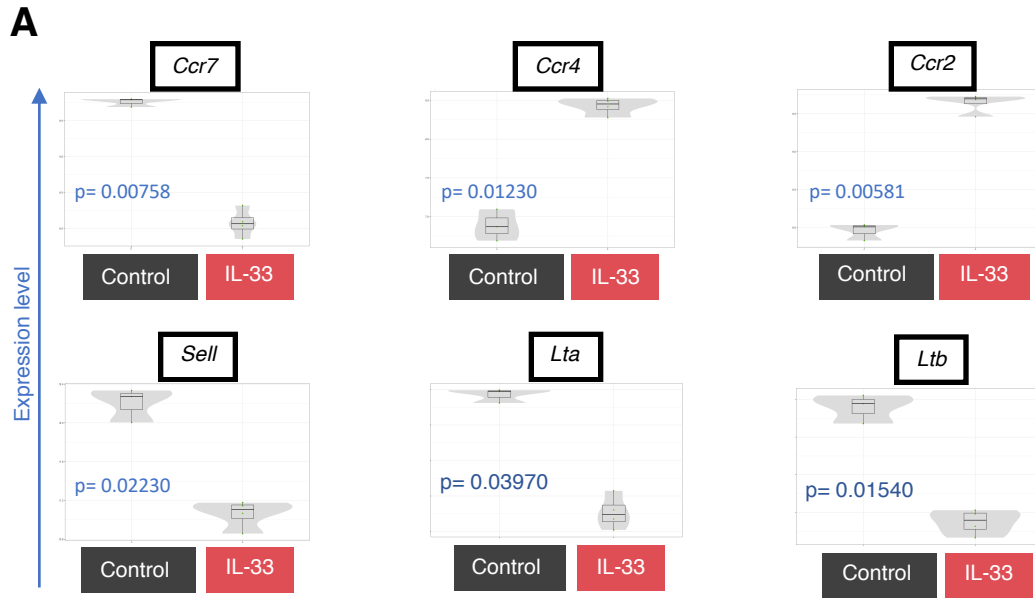 A
Ccr7
Ccr4
Ccr2
Expression level
p= 0.00758
p= 0.01230
p= 0.00581
Control
IL-33
Control
IL-33
Control
IL-33
Sell
Lta
Ltb
p= 0.02230
p= 0.03970
p= 0.01540
Control
IL-33
Control
IL-33
Control
IL-33